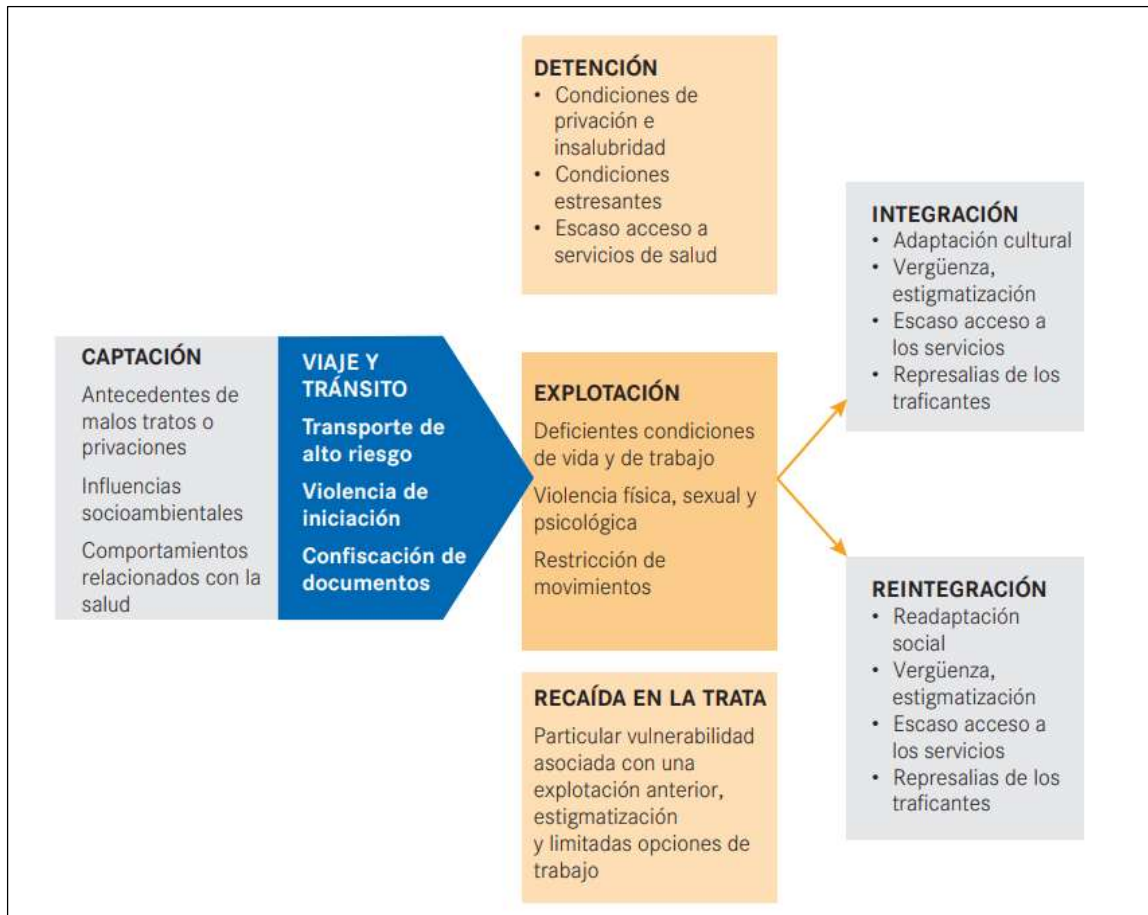 CAPTACIÓN
Antecedentes de
malos tratos o
privaciones
Influencias
socioambientales
Comportamientos
relacionados con la
salud
VIAJE Y
TRÁNSITO
Transporte de
alto riesgo
Violencia de
iniciación
Confiscación de
documentos
DETENCIÓN
• Condiciones de
privación e
insalubridad
• Condiciones
estresantes
• Escaso acceso a
servicios de salud
EXPLOTACIÓN
Deficientes condiciones
de vida y de trabajo
Violencia física, sexual y
psicológica
Restricción de
movimientos
RECAÍDA EN LA TRATA
Particular vulnerabilidad
asociada con una
explotación anterior,
estigmatización
y limitadas opciones de
trabajo
INTEGRACIÓN
• Adaptación cultural
• Vergüenza,
estigmatización
• Escaso acceso a
los servicios
• Represalias de los
traficantes
REINTEGRACIÓN
• Readaptación
social
• Vergüenza,
estigmatización
• Escaso acceso a
los servicios
• Represalias de los
traficantes